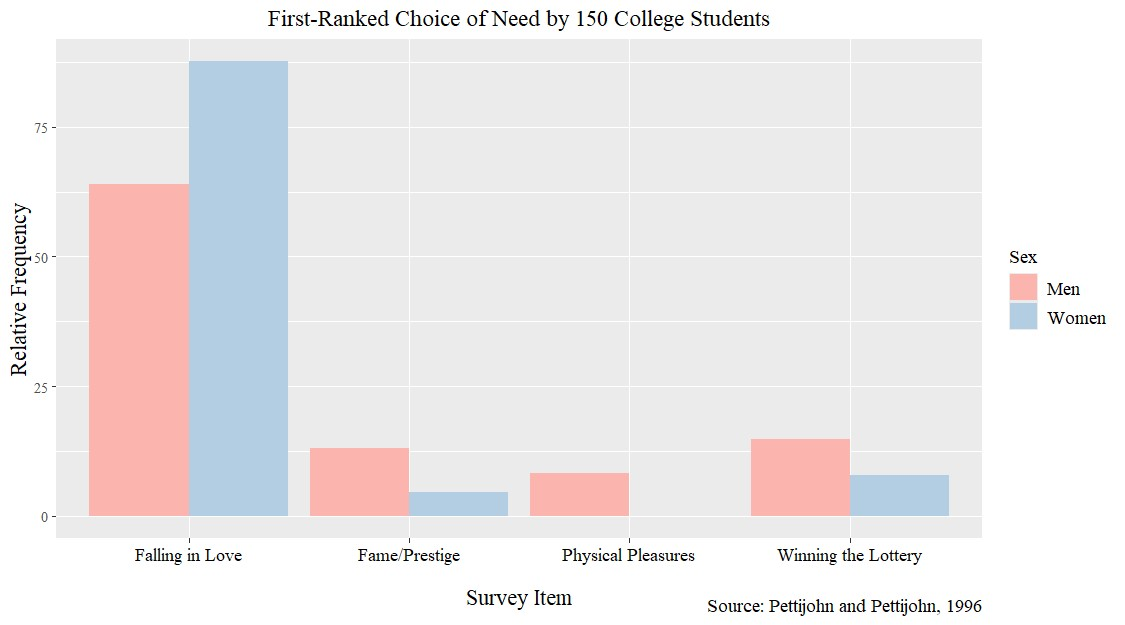 First-Ranked Choice of Need by 150 College Students
Relative Frequency
75
50
25
0
Falling in Love
Fame/Prestige
Physical Pleasures
Winning the Lottery
Survey Item
Source: Pettijohn and Pettijohn, 1996
Sex
Men
Women